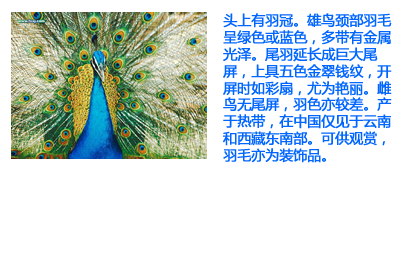 头上有羽冠。雄鸟颈部羽毛
呈绿色或蓝色，多带有金属
光泽。尾羽延长成巨大尾
屏，上具五色金翠钱纹，开
屏时如彩扇，尤为艳丽。雌
鸟无尾屏，羽色亦较差。产
于热带，在中国仅见于云南
和西藏东南部。可供观赏，
羽毛亦为装饰品。